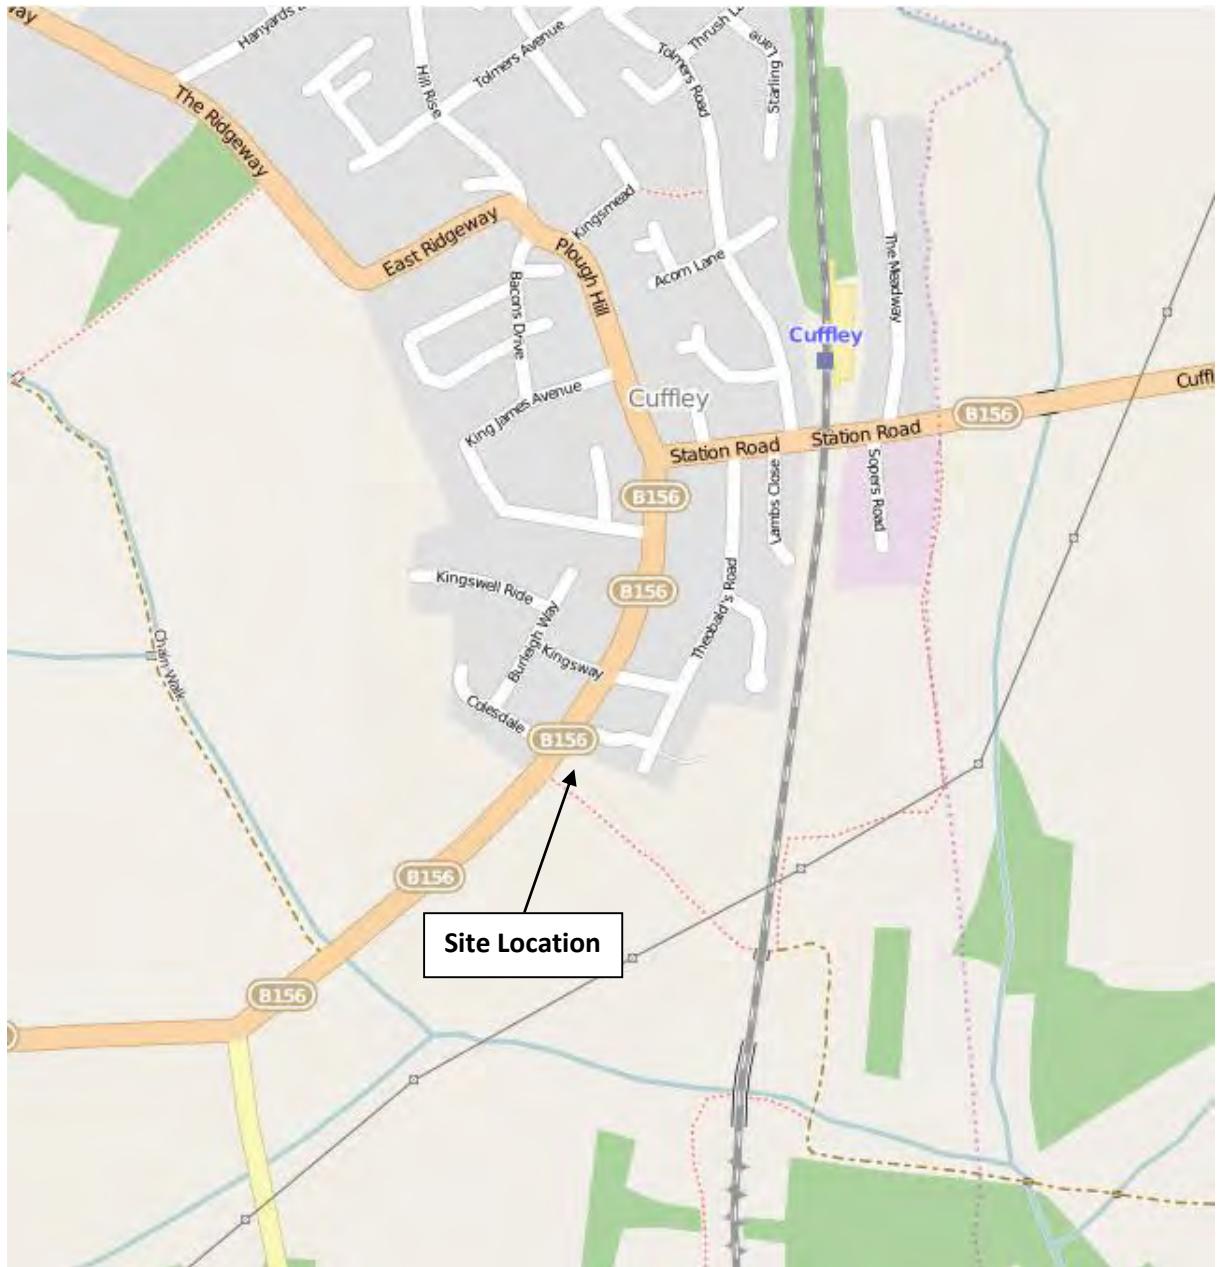 way
Hanyards
Hill Rise
Tolmers Avenue
Tolmers Road
Thrush L
Starling Lane
The Ridgeway
East Ridgeway
Kingsmead
Plough Hill
Bacons Drive
Acorn Lane
The Meadway
Cuffley
King James Avenue
Cuffley
Cuffl
B156
Station Road
Station Road
Lambs Close
Sopers Road
B156
B156
Kingswell Ride
Burleigh Way
Theobald's Road
Kingsway
Chain Walk
Colesdale
B156
B156
Site Location
B156